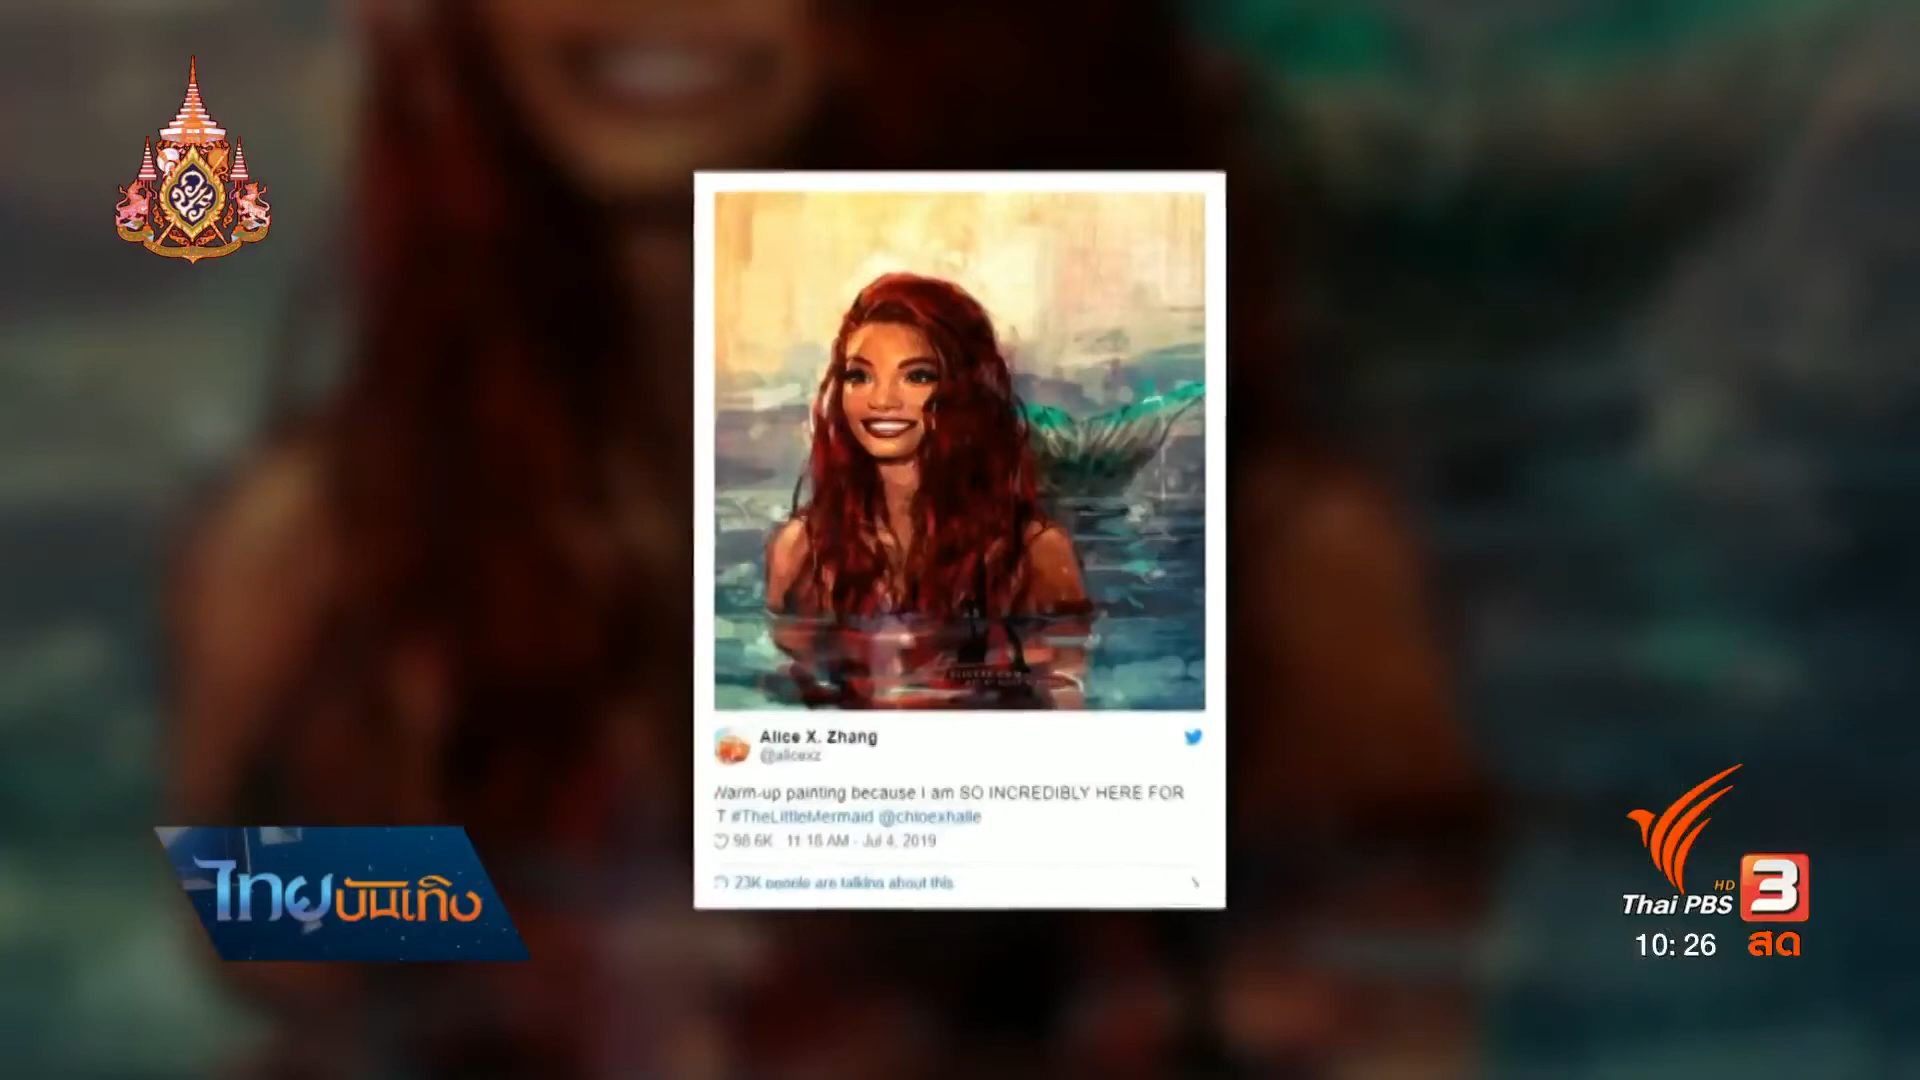 Alice X. Zhang
@alicexz
Warm-up painting because I am SO INCREDIBLY HERE FOR
T #TheLittleMermaid @chloexhalle
98.6K 11:18 AM - Jul 4, 2019
23K people are talking about this
ไทยบันเทิง
Thai PBS HD 3
10: 26 สด